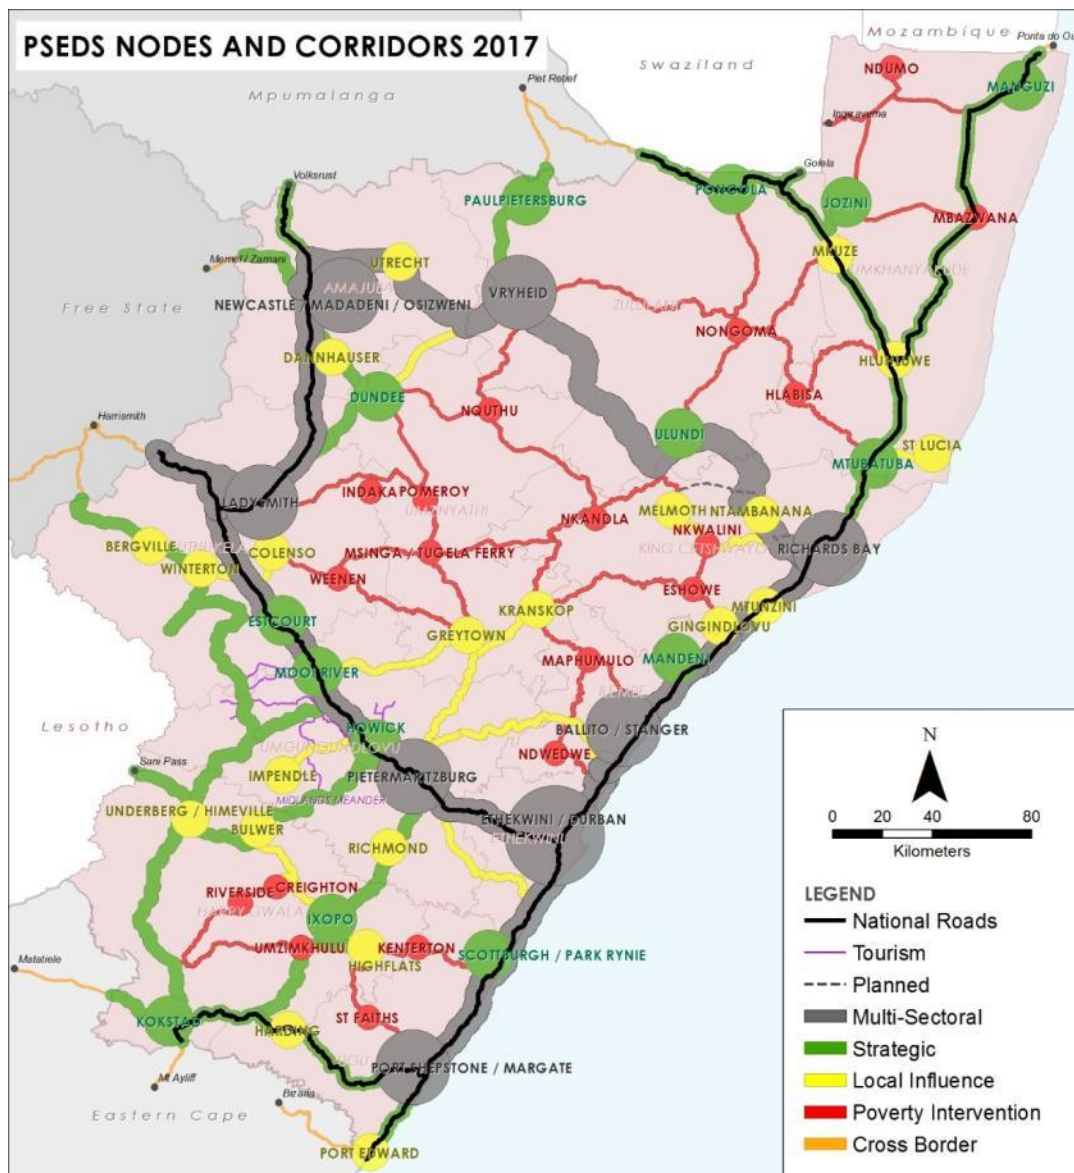 PSEDS NODES AND CORRIDORS 2017
Mozambique
Ponta do Ou
Swaziland
NDUMO
MANGUZI
Piet Retief
Mpumalanga
Ingwavuma
Golela
Volksrust
PAULPIETERSBURG
PONGOLA
JOZINI
MBAZWANA
MKUZE
UMKHANYAKUDE
Memel / Zamani
UTRECHT
AMAJUBA
NEWCASTLE / MADADENI / OSIZWENI
VRYHEID
ZULULAND
Free State
NONGOMA
DANNHAUSER
HLUHLUWE
DUNDEE
HLABISA
NQUTHU
Harrismith
ULUNDI
ST LUCIA
MTUBATUBA
LADYSMITH
INDAKA
POMEROY
UMZINYATHI
MELMOTH
NTAMBANANA
NKANDLA
NKWALINI
BERGVILLE
UTHUKELA
COLENSO
MSINGA / TUGELA FERRY
KING CETSHWAYO
RICHARDS BAY
WINTERTON
WEENEN
ESHOWE
KRANSKOP
MTUNZINI
ESTCOURT
GREYTOWN
GINGINDLOVU
MAPHUMULO
MANDENI
MOOI RIVER
ILEMBE
Lesotho
HOWICK
BALLITO / STANGER
UMGUNGUNDLOVU
NDWEDWE
Sani Pass
IMPENDLE
PIETERMARITZBURG
MIDLANDS MEANDER
UNDERBERG / HIMEVILLE
ETHEKWINI / DURBAN
BULWER
ETHEKWINI
RICHMOND
CREIGHTON
RIVERSIDE
HARRY GWALA
IXOPO
UMZIMKHULU
KENTERTON
SCOTTBURGH / PARK RYNIE
HIGHFLATS
Matatiele
ST FAITHS
KOKSTAD
HARDING
UGU
PORT SHEPSTONE / MARGATE
Mt Ayliff
Bizana
Eastern Cape
PORT EDWARD
N
0 20 40 80
Kilometers
LEGEND
National Roads
Tourism
Planned
Multi-Sectoral
Strategic
Local Influence
Poverty Intervention
Cross Border